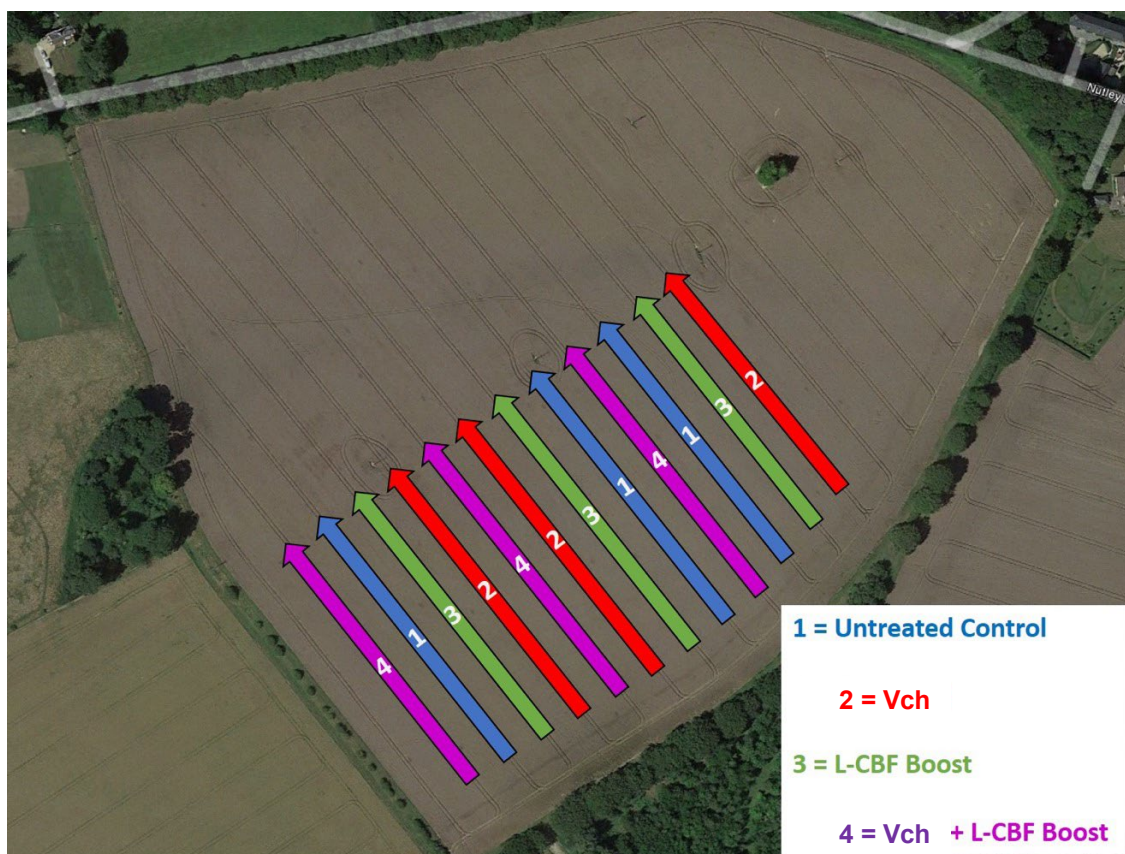 Nutley
2
3
1
4
1
3
2
4
2
3
1
4
1 = Untreated Control
2 = Vch
3 = L-CBF Boost
4 = Vch + L-CBF Boost